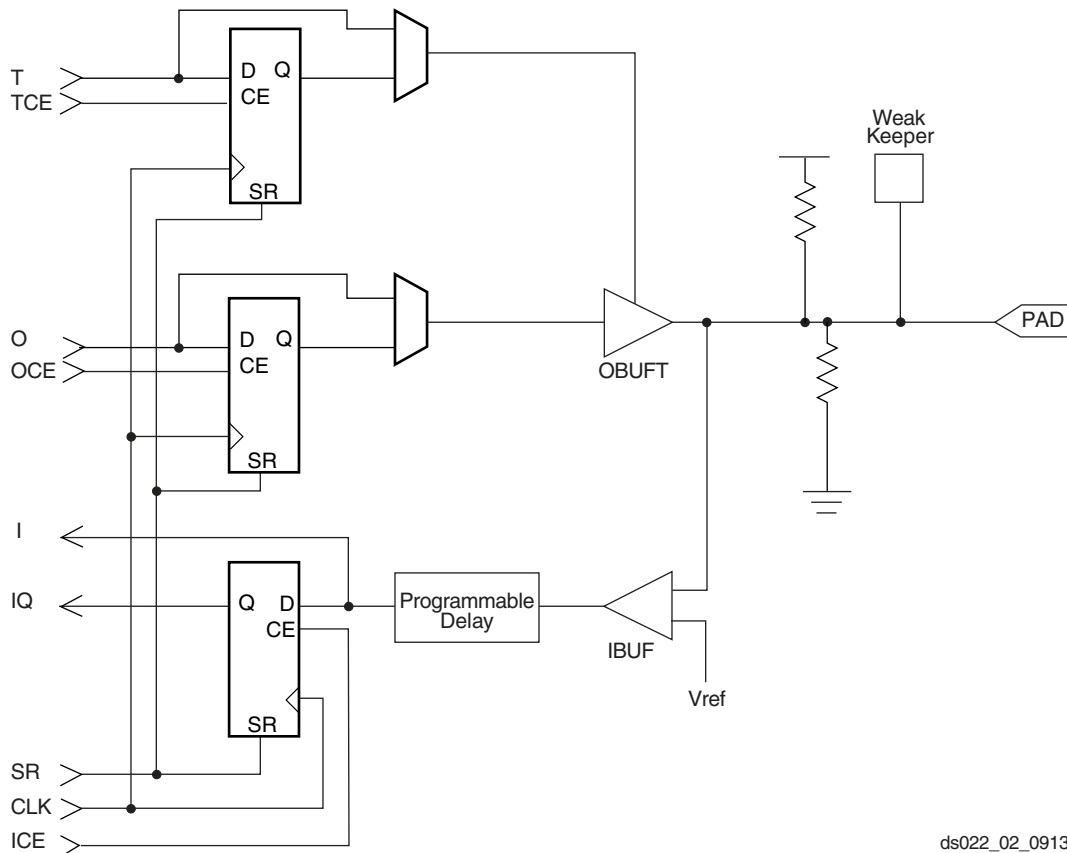 T
TCE
D Q
CE
SR
Weak
Keeper
O
OCE
D Q
CE
SR
OBUFT
PAD
I
IQ
Q D
CE
SR
Programmable
Delay
IBUF
Vref
SR
CLK
ICE
ds022_02_0913